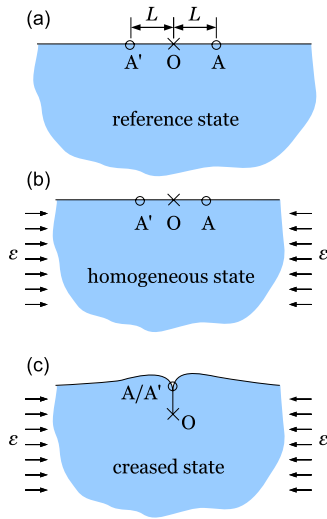 (a)
L L
A' O A
reference state
(b)
A' O A
ε ε
homogeneous state
(c)
A/A'
O
ε ε
creased state